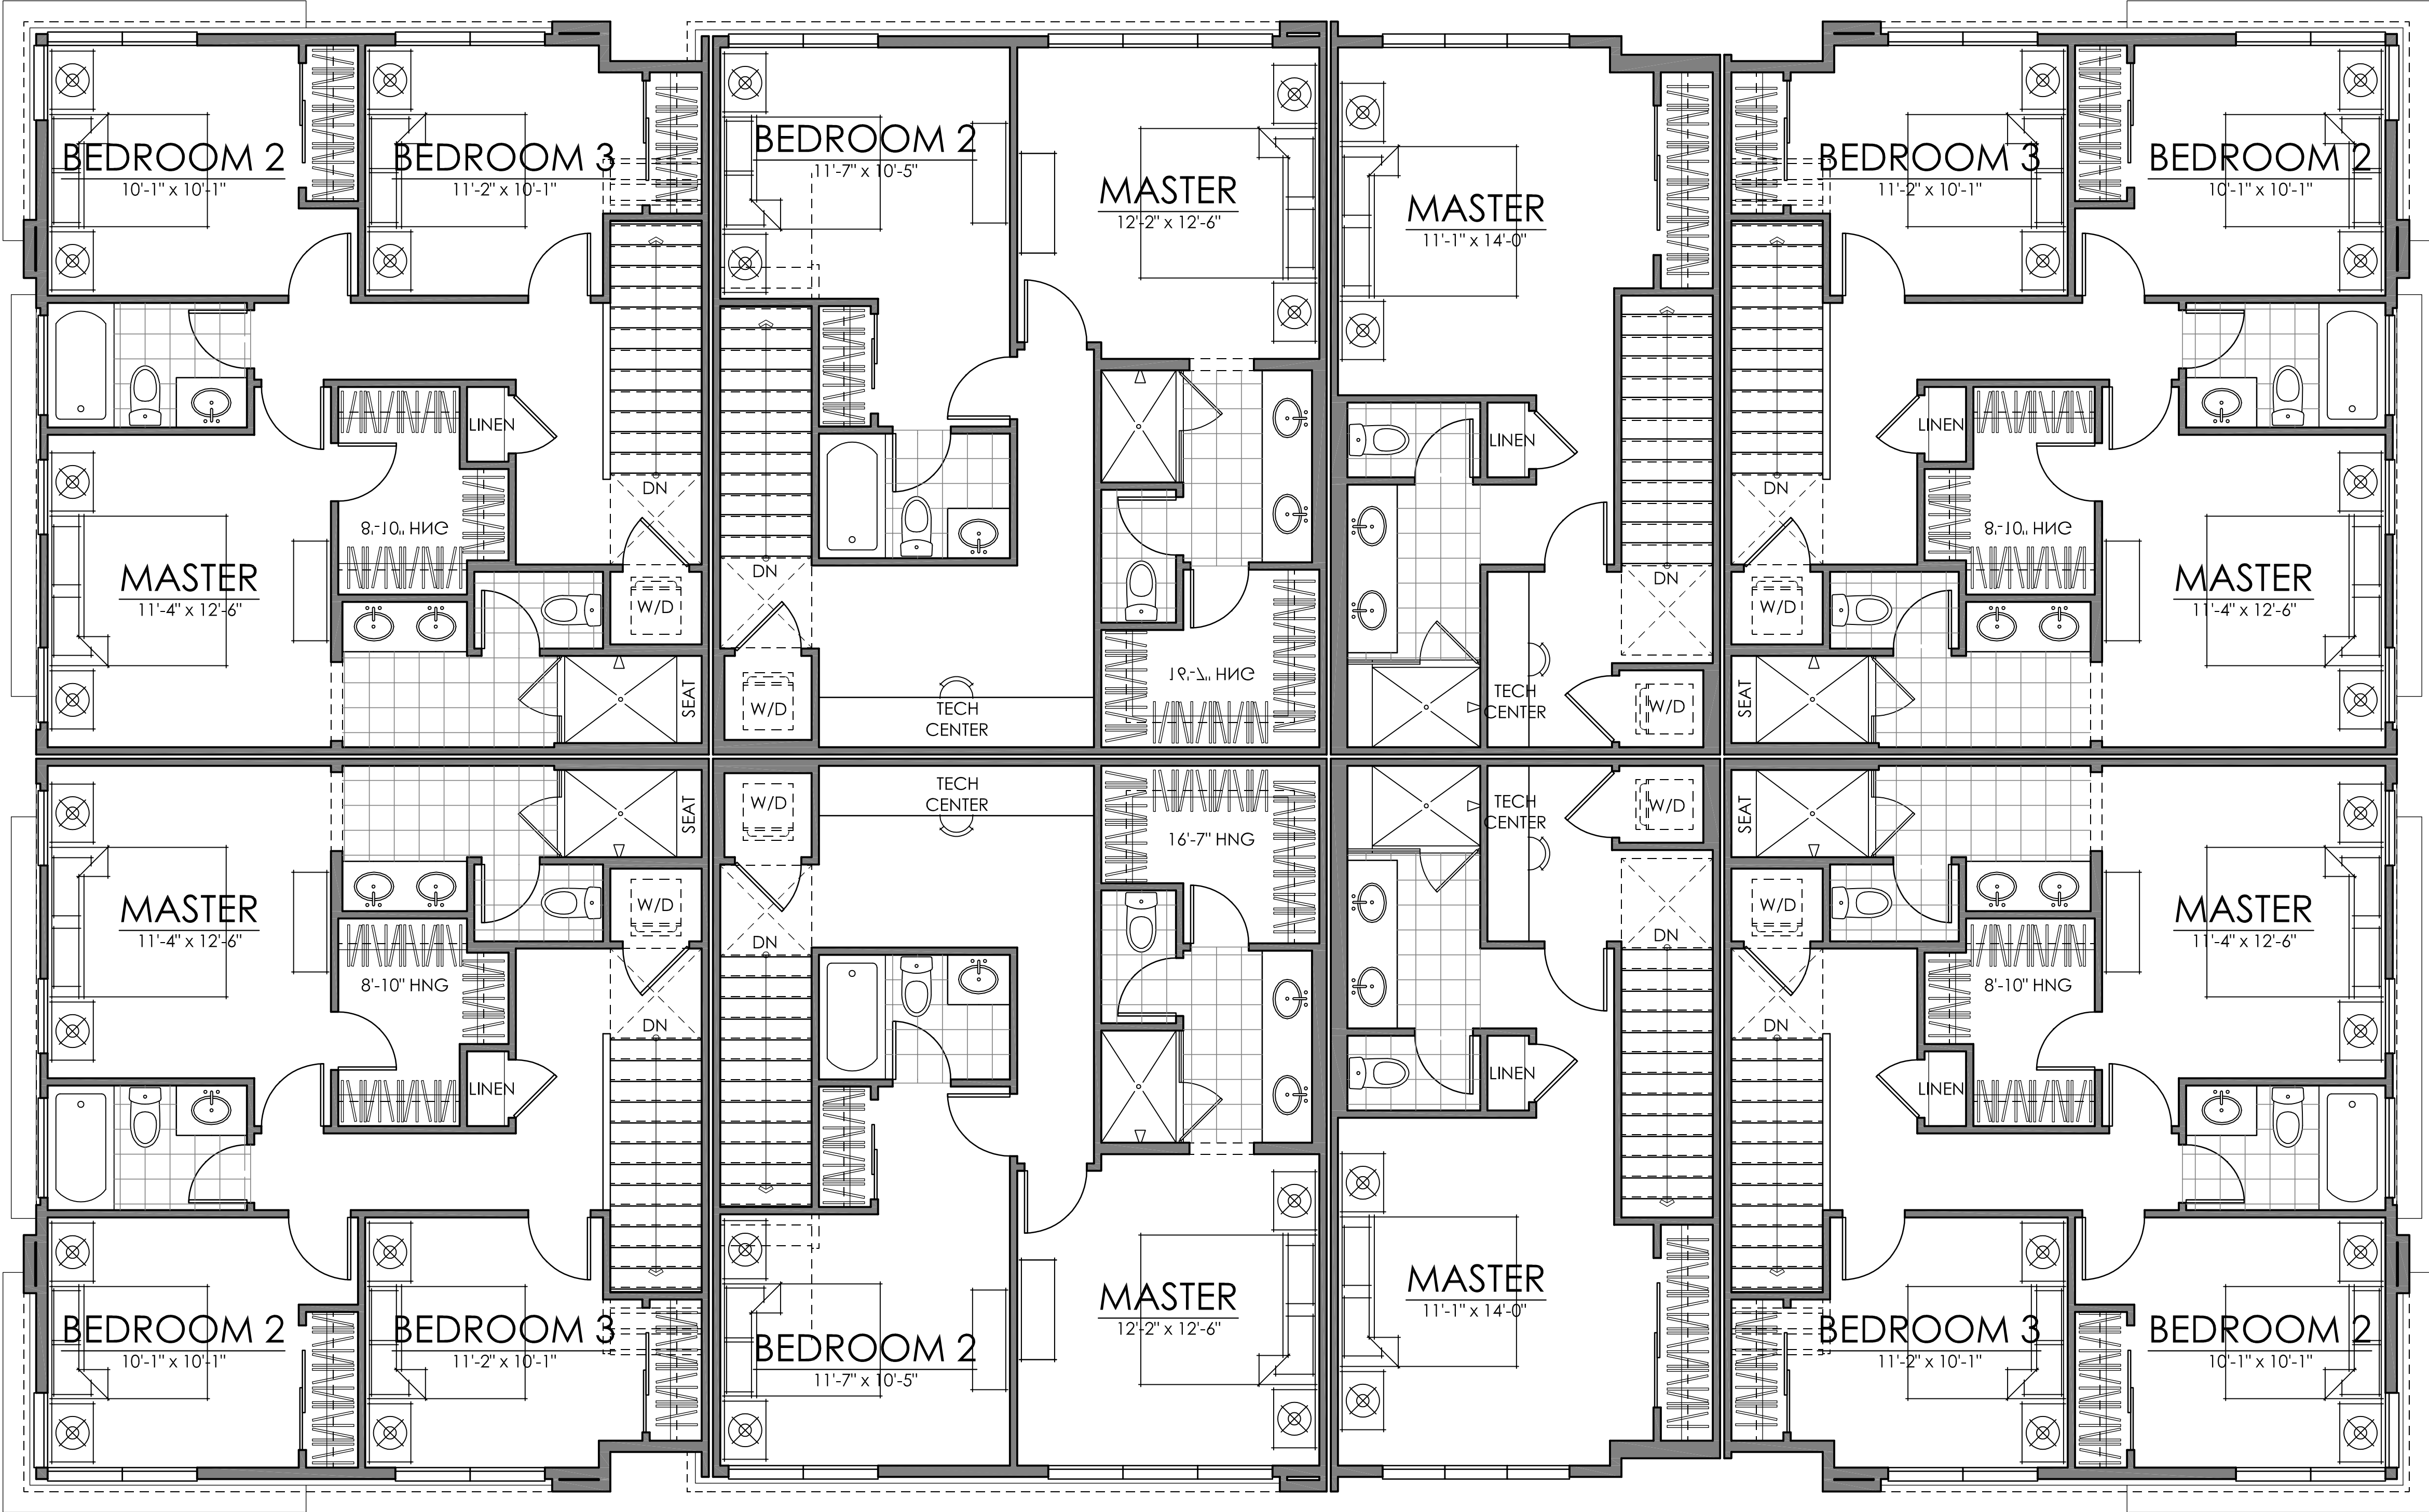 BEDROOM 2
10'-1" x 10'-1"
BEDROOM 3
11'-2" x 10'-1"
BEDROOM 2
11'-7" x 10'-5"
MASTER
12'-2" x 12'-6"
MASTER
11'-1" x 14'-0"
BEDROOM 3
11'-2" x 10'-1"
BEDROOM 2
10'-1" x 10'-1"
LINEN
LINEN
LINEN
DN
DN
DN
DN
8'-10" HNG
8'-10" HNG
MASTER
11'-4" x 12'-6"
W/D
W/D
TECH
CENTER
16'-7" HNG
TECH
CENTER
W/D
W/D
MASTER
11'-4" x 12'-6"
SEAT
SEAT
SEAT
W/D
TECH
CENTER
16'-7" HNG
TECH
CENTER
W/D
SEAT
MASTER
11'-4" x 12'-6"
W/D
W/D
MASTER
11'-4" x 12'-6"
DN
DN
DN
DN
8'-10" HNG
8'-10" HNG
LINEN
LINEN
LINEN
BEDROOM 2
10'-1" x 10'-1"
BEDROOM 3
11'-2" x 10'-1"
BEDROOM 2
11'-7" x 10'-5"
MASTER
12'-2" x 12'-6"
MASTER
11'-1" x 14'-0"
BEDROOM 3
11'-2" x 10'-1"
BEDROOM 2
10'-1" x 10'-1"